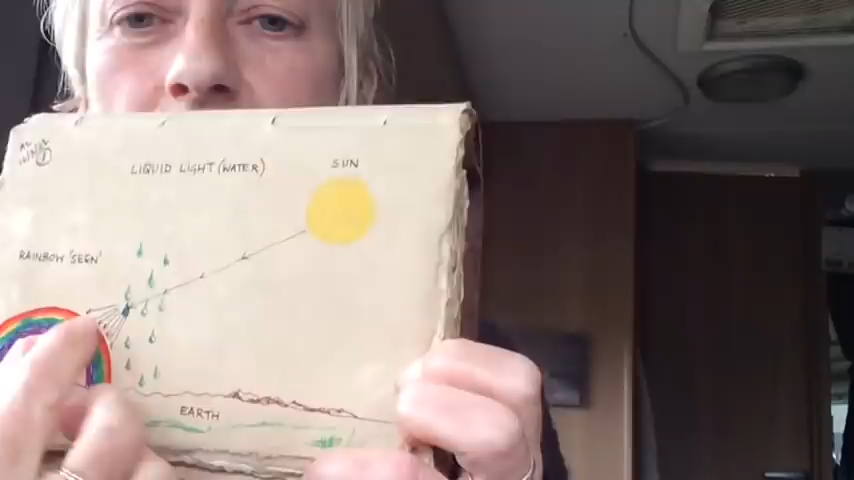 LIQUID LIGHT (WATER)
SUN
RAINBOW 'SEEN'
EARTH